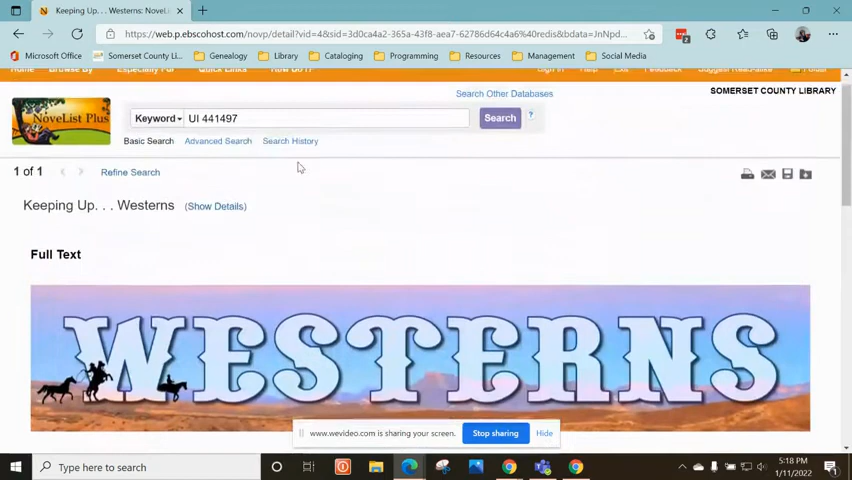 Keeping Up. . . Westerns: NoveL
https://web.p.ebscohost.com/novp/detail?vid=4&sid=3d0ca4a2-365a-43f8-aea7-62786d64c4a6%40redis&bdata=JnNpd...
2
Microsoft Office Somerset County Li... Genealogy Library Cataloging Programming Resources Management Social Media
Home Browse By Especially For Quick Links How Do I? Sign In Help Feedback Suggest Read-alike Folder
Search Other Databases SOMERSET COUNTY LIBRARY
NoveList Plus Keyword UI 441497 Search ?
Basic Search Advanced Search Search History
1 of 1 Refine Search
Keeping Up. . . Westerns (Show Details)
Full Text
WESTERNS
www.wevideo.com is sharing your screen. Stop sharing Hide
Type here to search
5:18 PM
1/11/2022
1